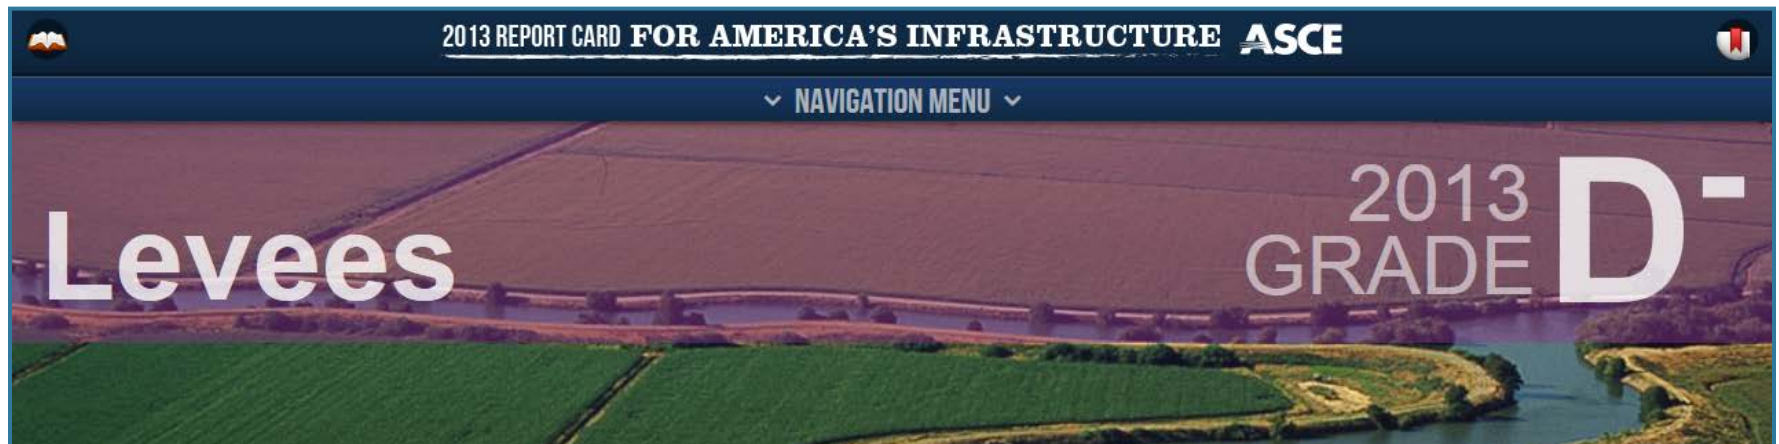 2013 REPORT CARD FOR AMERICA'S INFRASTRUCTURE ASCE
NAVIGATION MENU
Levees
2013
GRADE
D-